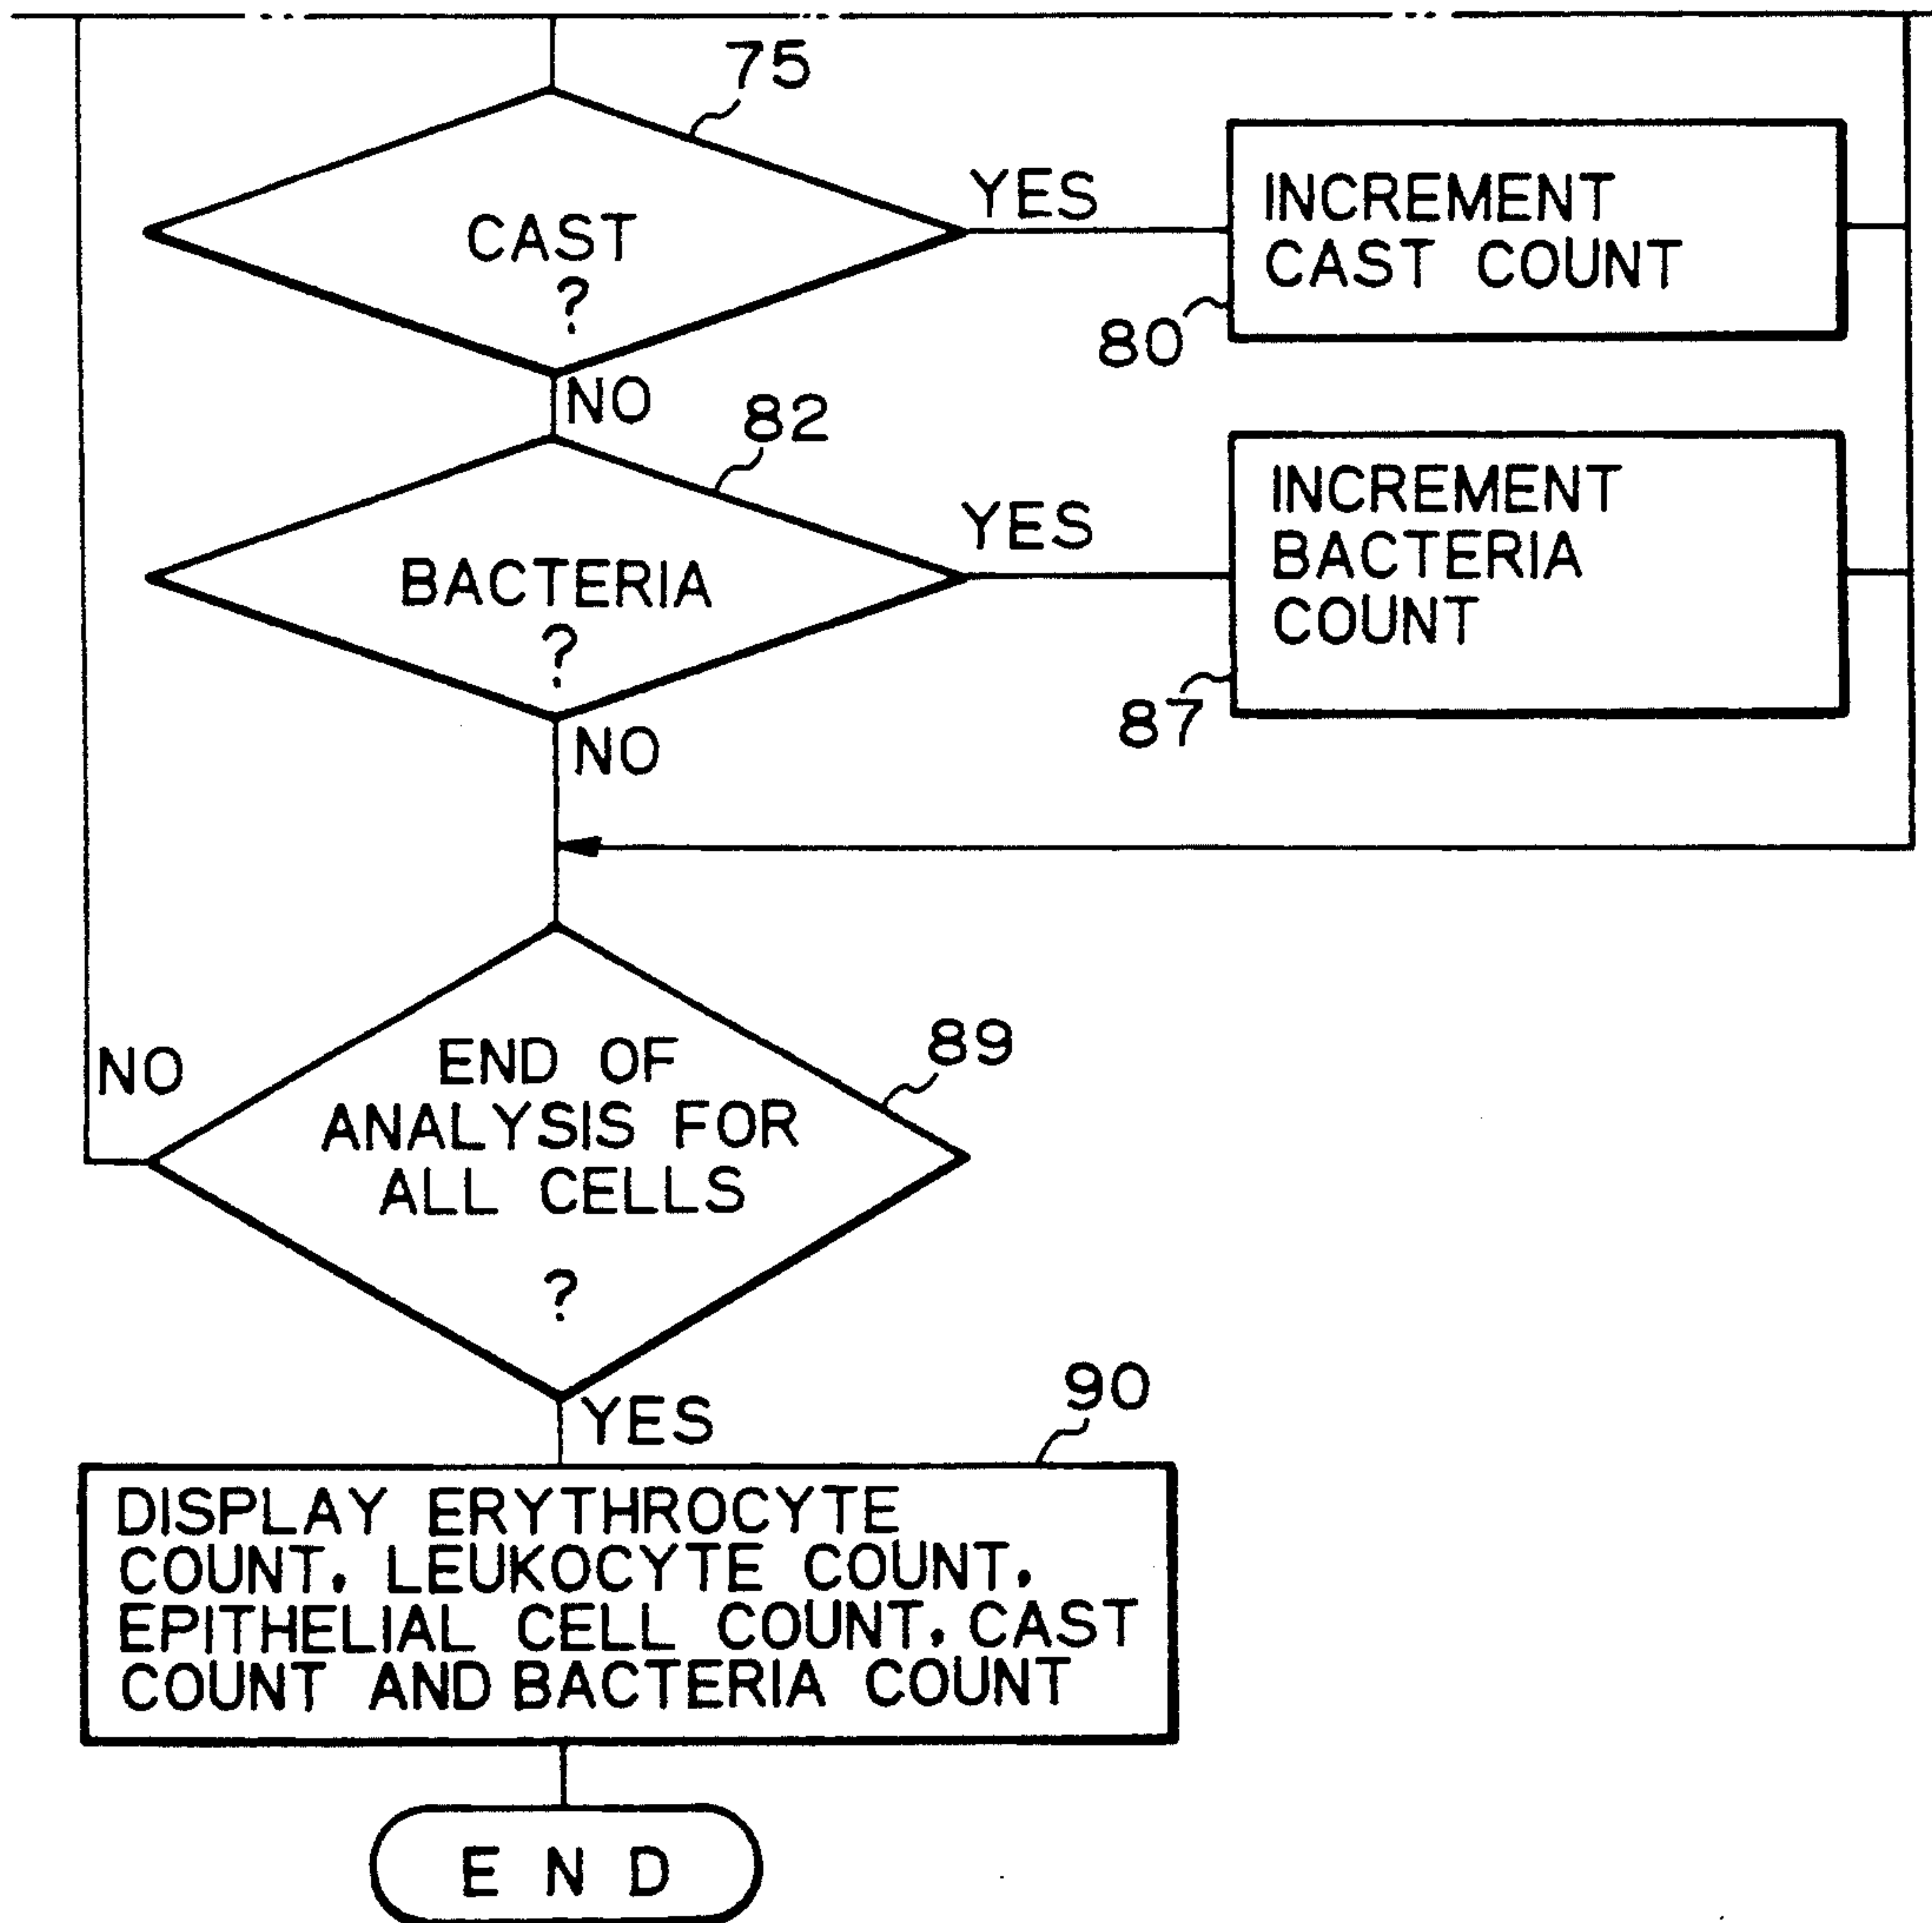 75
CAST
?
YES
INCREMENT
CAST COUNT
80
NO
82
BACTERIA
?
YES
INCREMENT
BACTERIA
COUNT
87
NO
89
NO
END OF
ANALYSIS FOR
ALL CELLS
?
YES
90
DISPLAY ERYTHROCYTE
COUNT, LEUKOCYTE COUNT,
EPITHELIAL CELL COUNT, CAST
COUNT AND BACTERIA COUNT
END